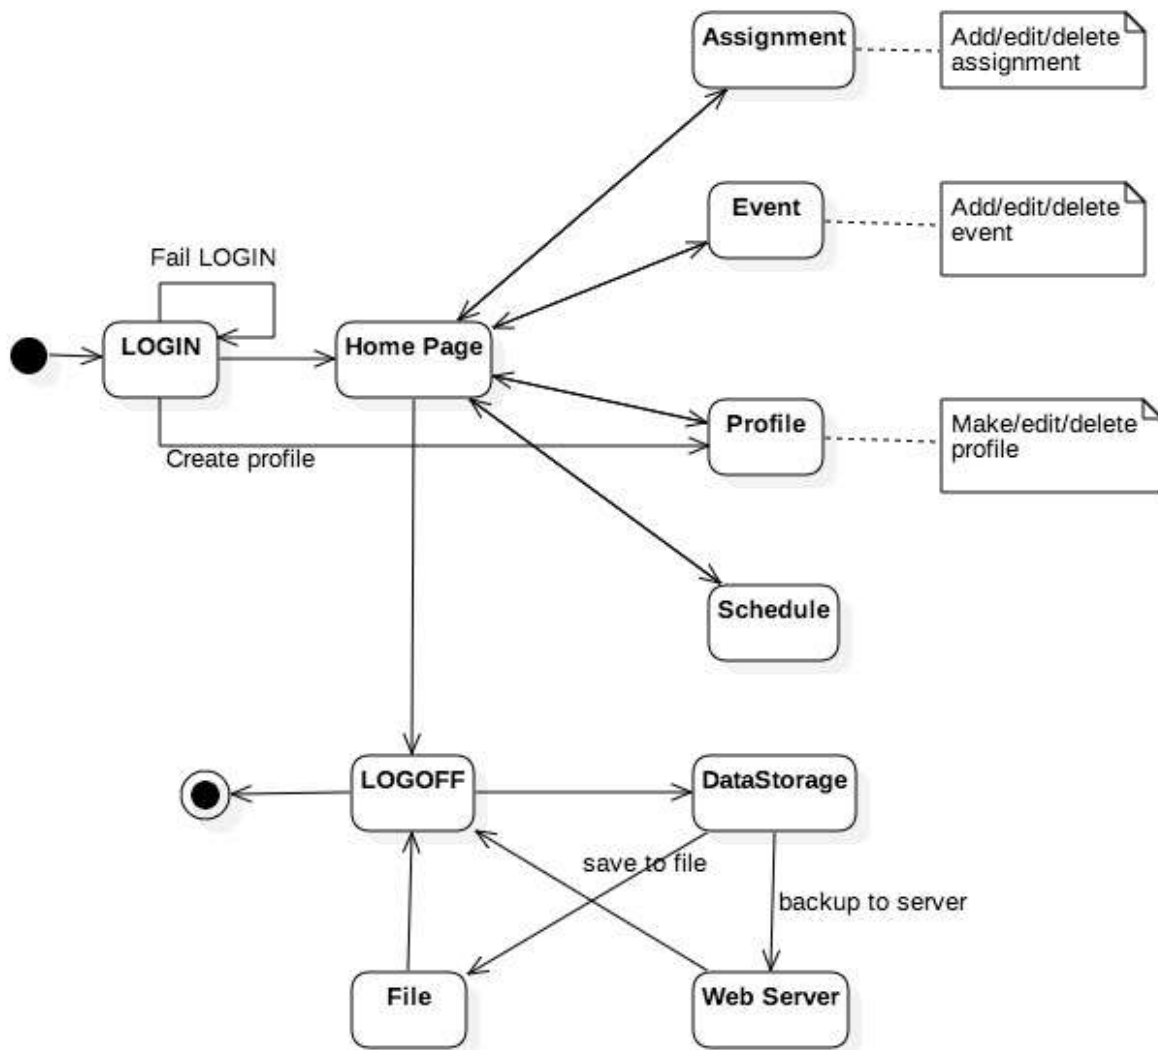 Assignment
Add/edit/delete
assignment
Event
Add/edit/delete
event
Fail LOGIN
LOGIN
Home Page
Profile
Make/edit/delete
profile
Create profile
Schedule
LOGOFF
DataStorage
save to file
backup to server
File
Web Server